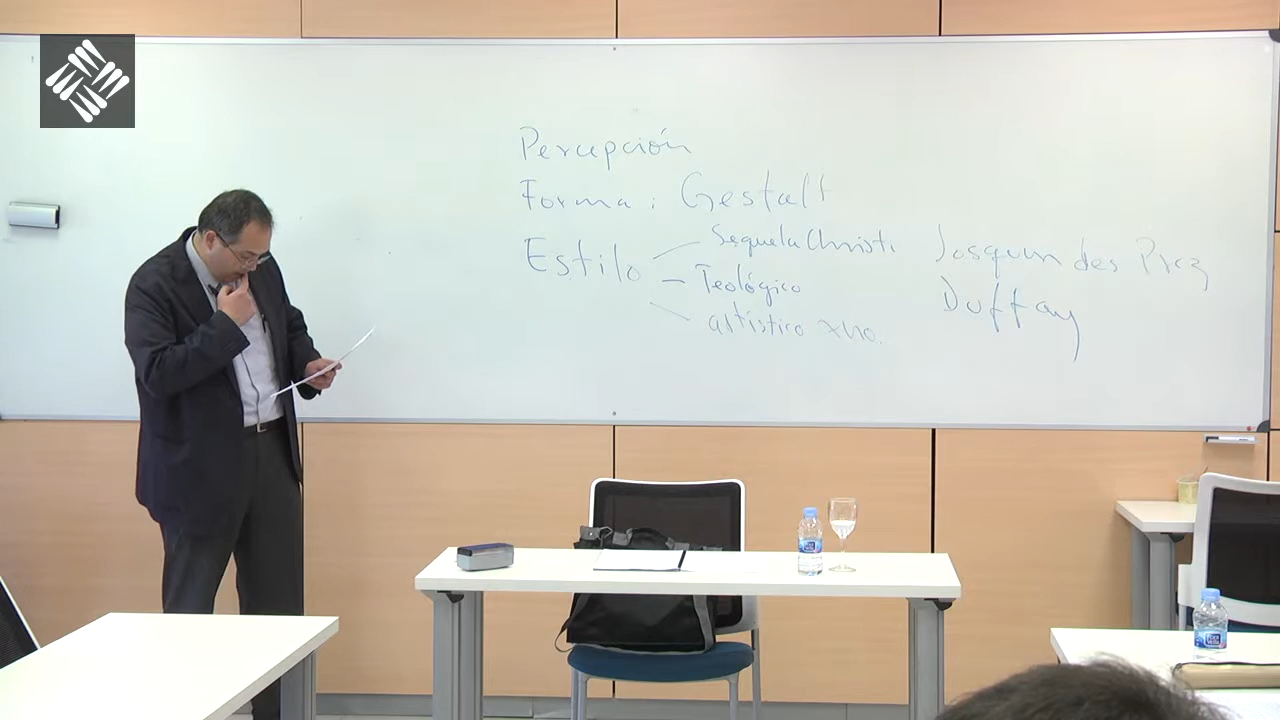 Percepción
Forma: Gestalt
Estilo
Sequela Christi
Teológico
artístico xno.
Josquin des Prez
Duffay